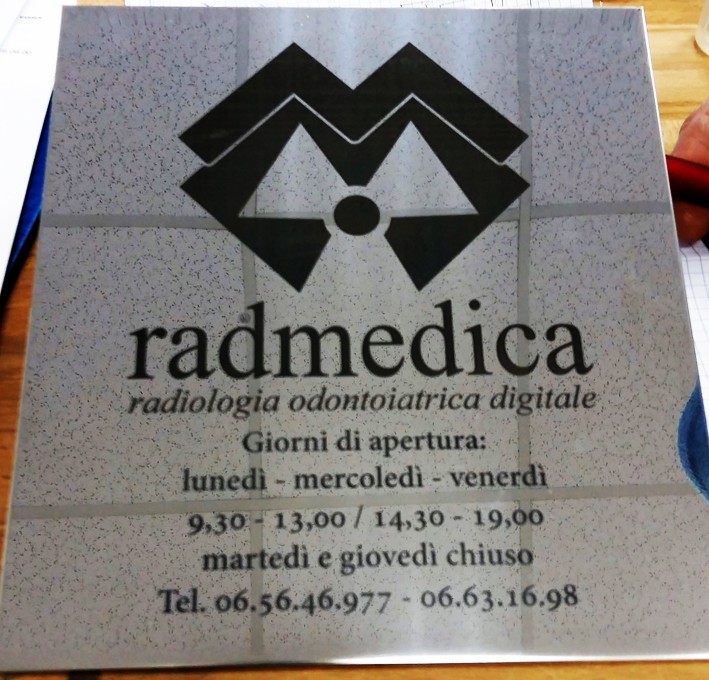 radmedica
radiologia odontoiatrica digitale
Giorni di apertura:
lunedì - mercoledì - venerdì
9,30 - 13,00 / 14,30 - 19,00
martedì e giovedì chiuso
Tel. 06.56.46.977 - 06.63.16.98